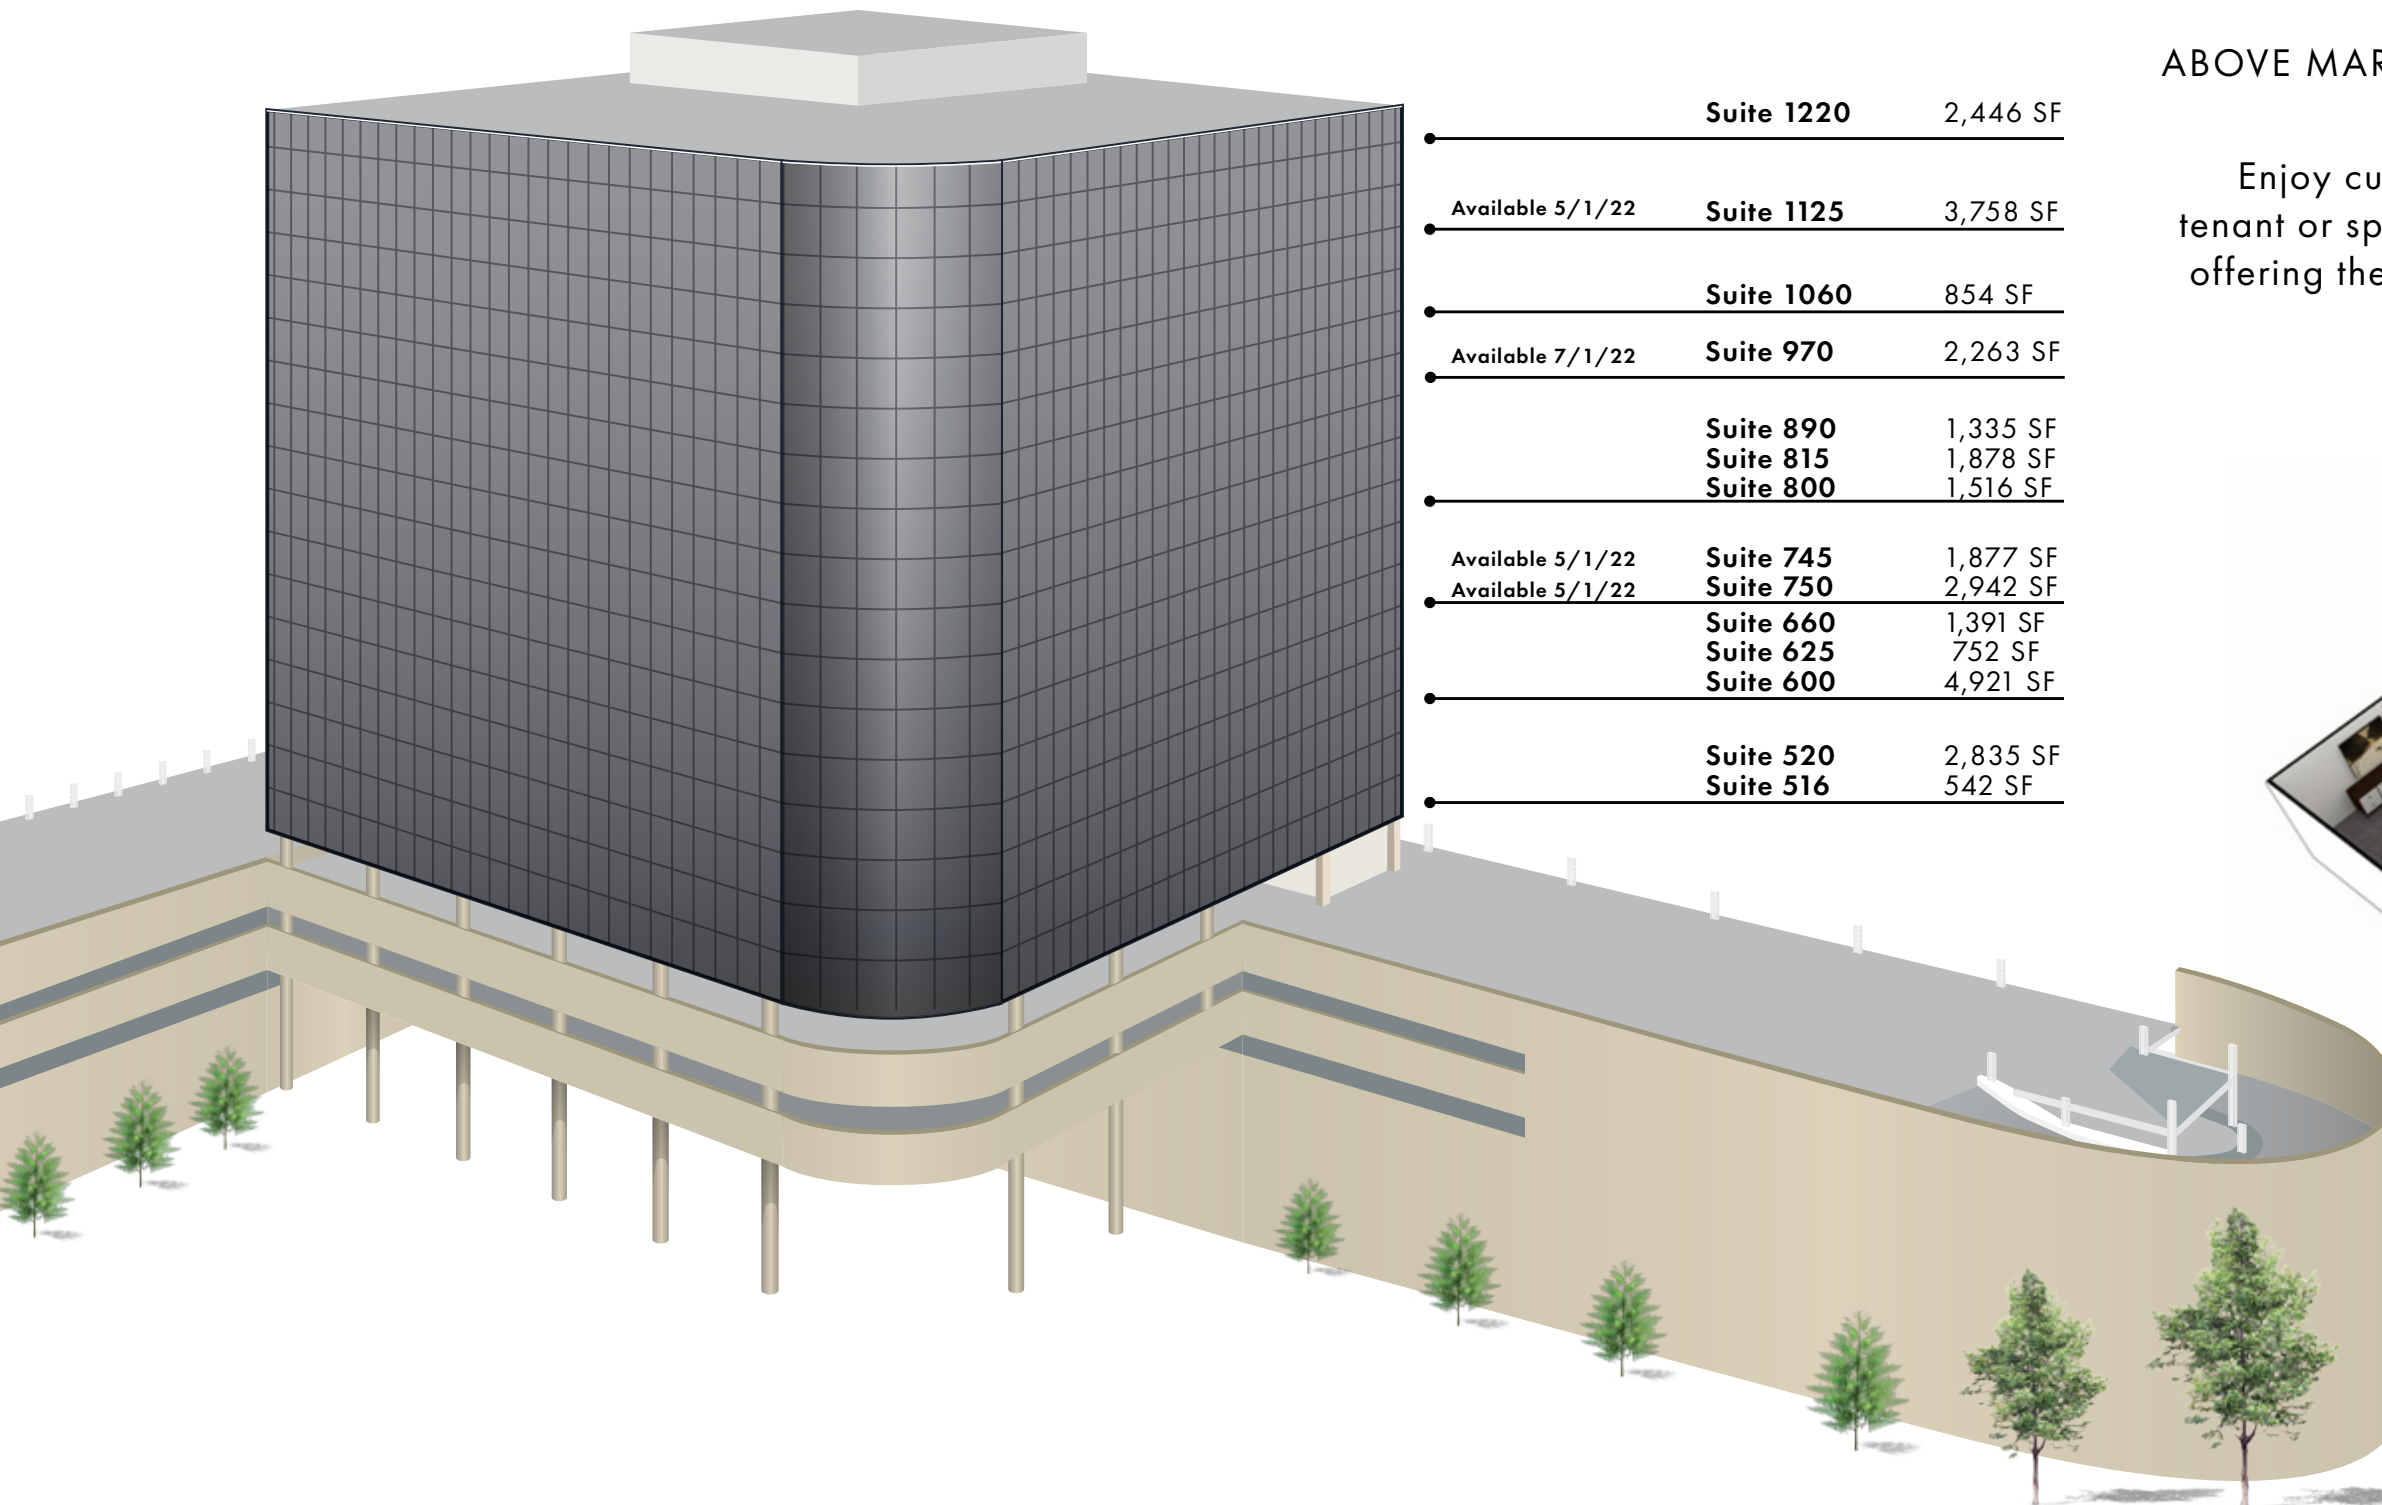 Suite 1220 2,446 SF
Available 5/1/22 Suite 1125 3,758 SF
Suite 1060 854 SF
Available 7/1/22 Suite 970 2,263 SF
Suite 890 1,335 SF
Suite 815 1,878 SF
Suite 800 1,516 SF
Available 5/1/22 Suite 745 1,877 SF
Available 5/1/22 Suite 750 2,942 SF
Suite 660 1,391 SF
Suite 625 752 SF
Suite 600 4,921 SF
Suite 520 2,835 SF
Suite 516 542 SF
ABOVE
Enjoy
tenant or
offering the